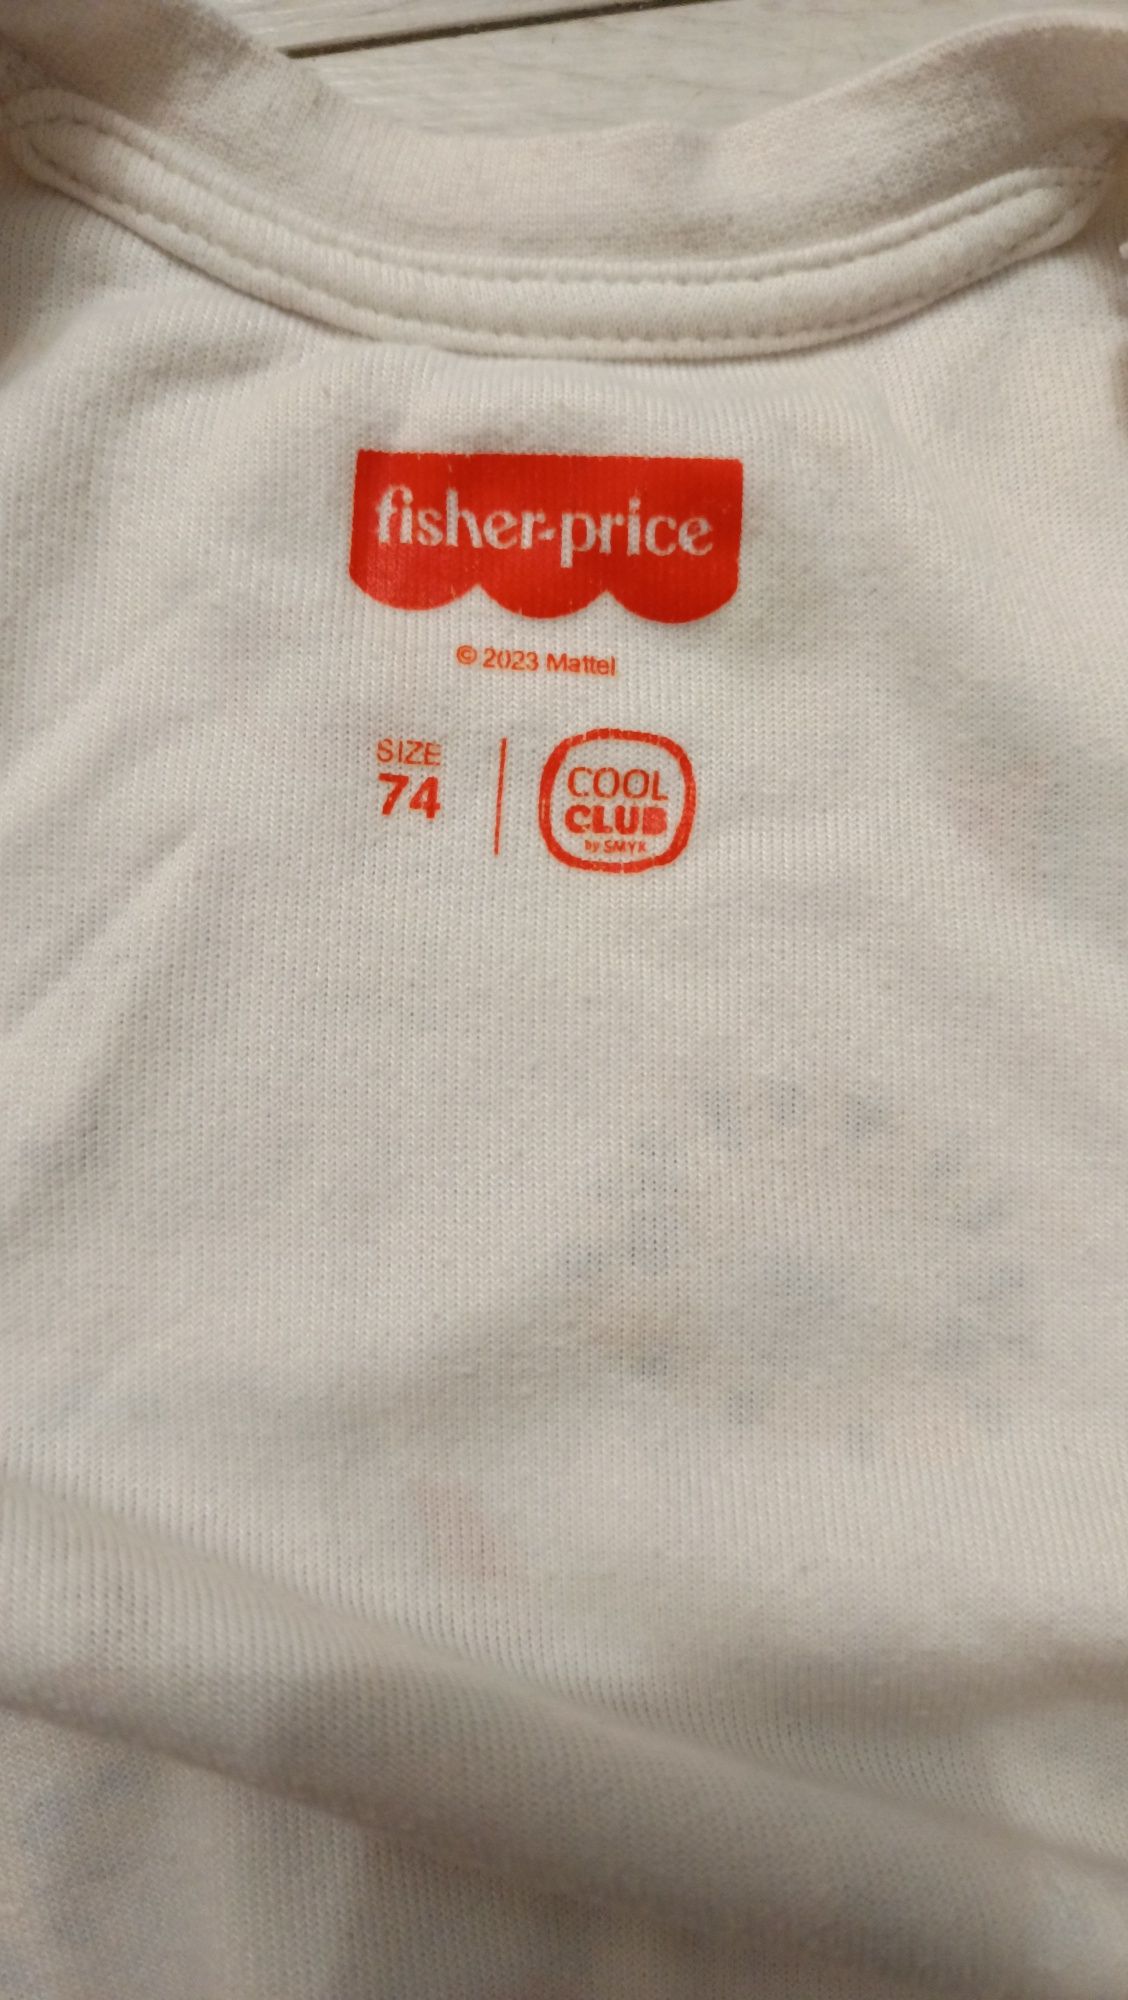 fisher-price
© 2023 Mattel
SIZE
74
COOL
CLUB
by SMYK